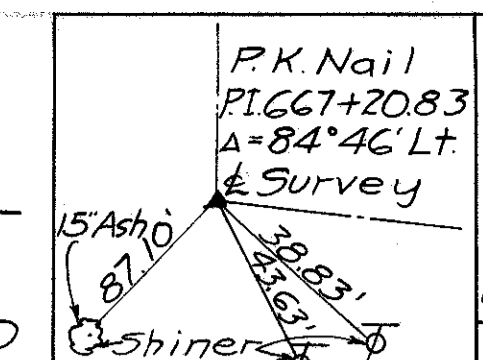 P.K. Nail
P.I. 667+20.83
Δ=84°46' Lt.
℄ Survey
15" Ash
87.10'
38.83'
43.63'
Shiner